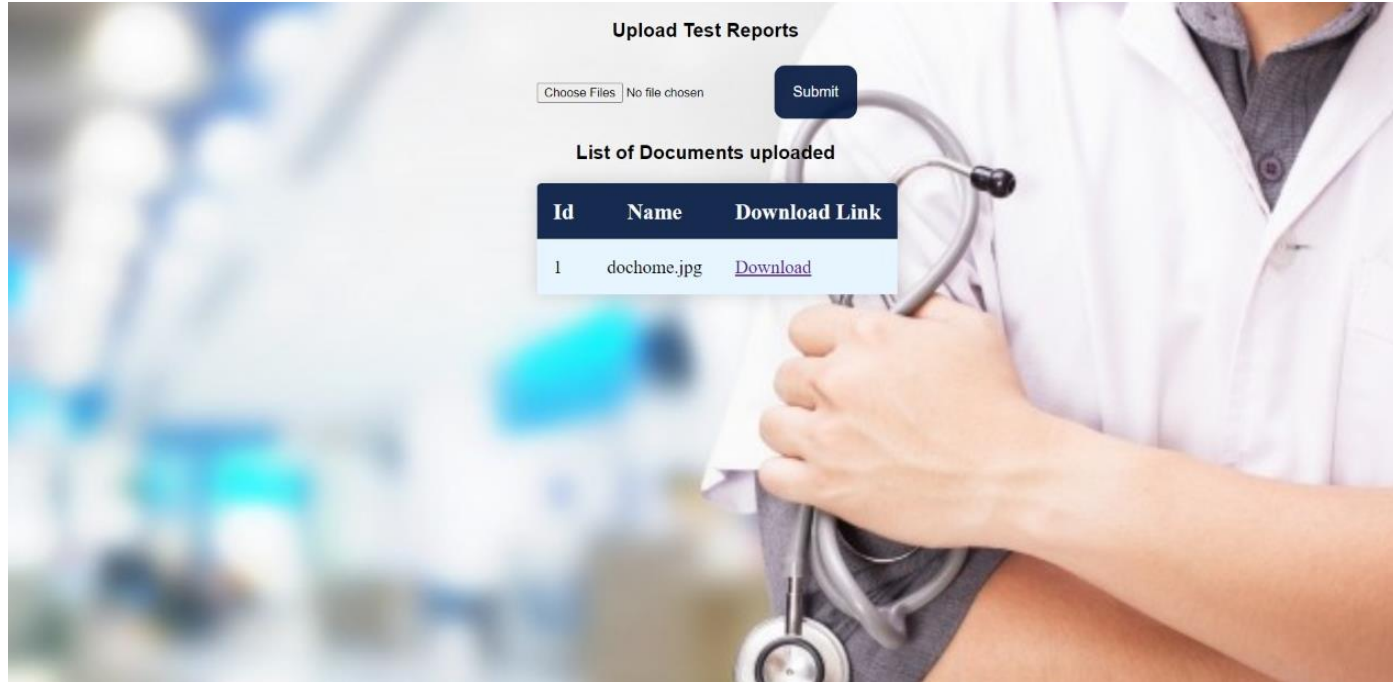 Upload Test Reports
Choose Files No file chosen Submit
List of Documents uploaded
Id Name Download Link
1 dochome.jpg Download